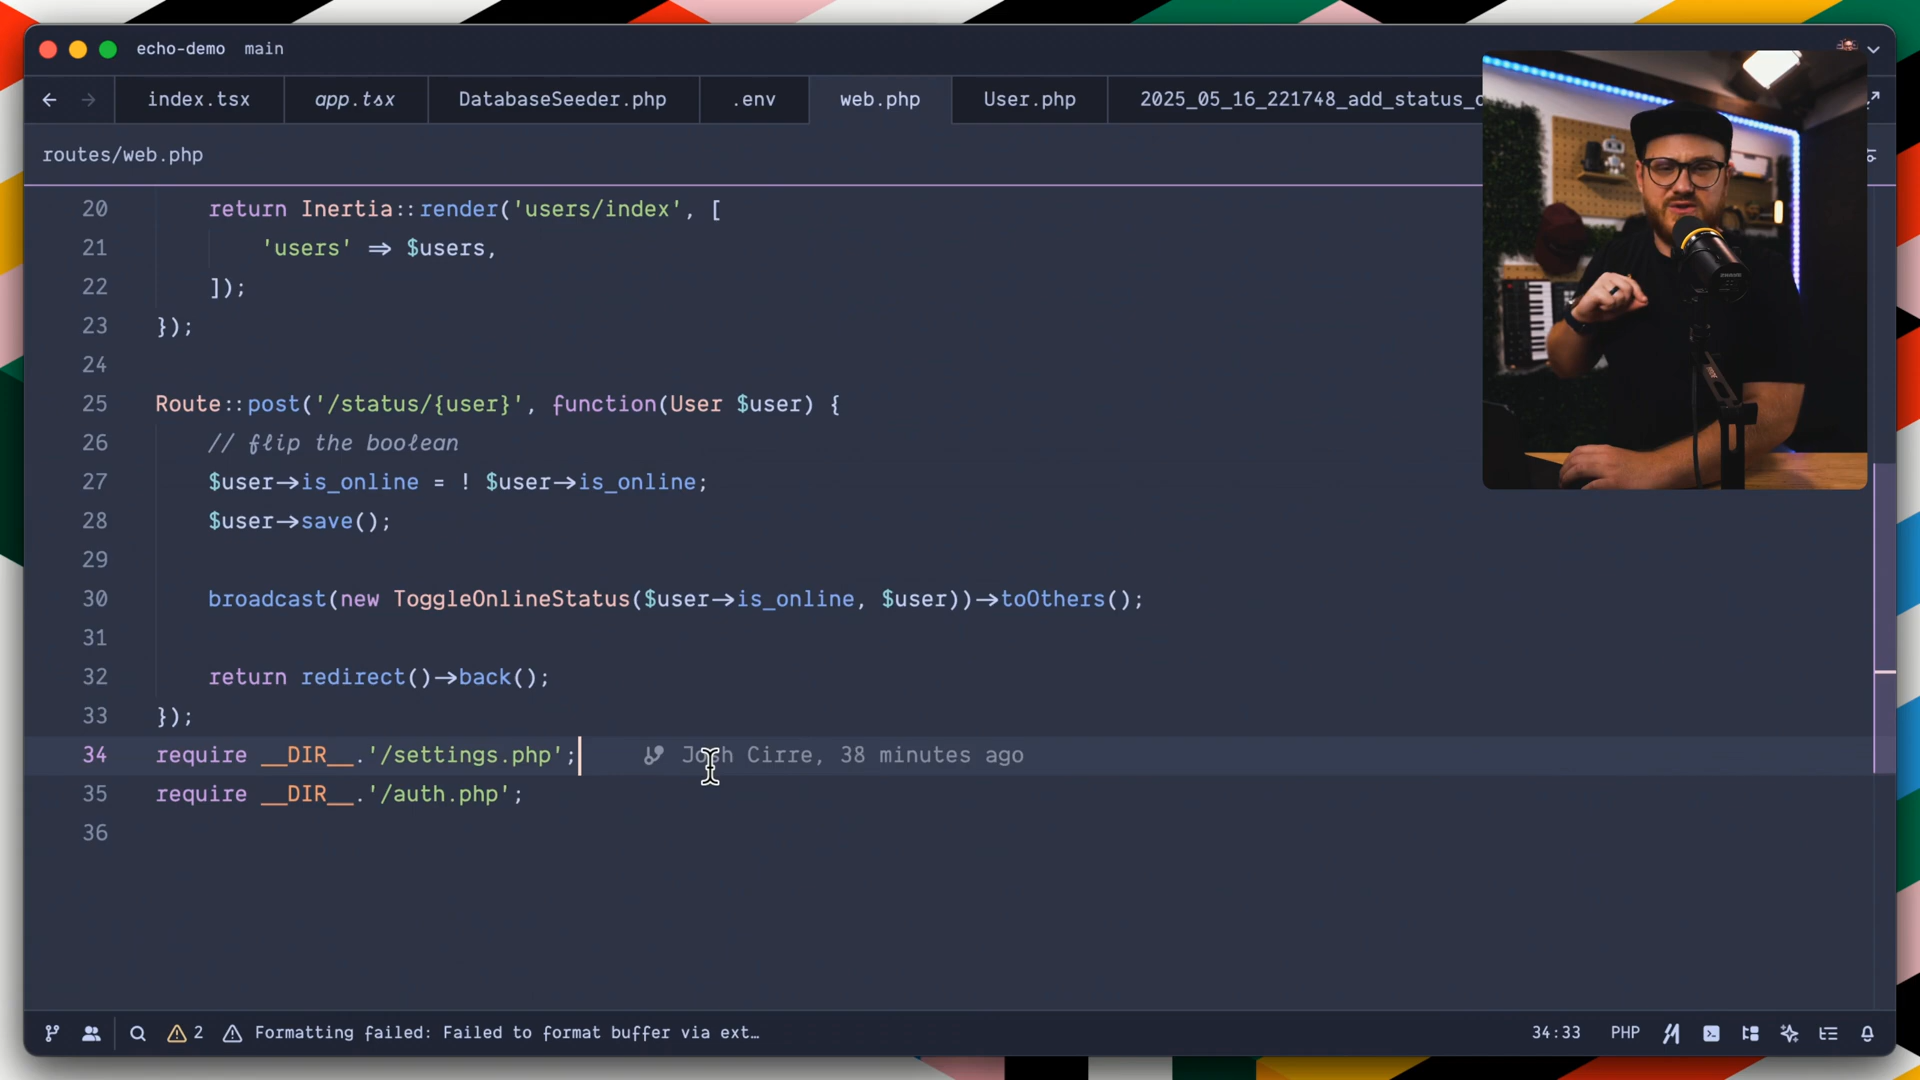 echo-demo main
index.tsx app.tsx DatabaseSeeder.php .env web.php User.php 2025_05_16_221748_add_status_
routes/web.php
20 return Inertia::render('users/index', [
21 'users' => $users,
22 ]);
23 });
24
25 Route::post('/status/{user}', function(User $user) {
26 // flip the boolean
27 $user->is_online = ! $user->is_online;
28 $user->save();
29
30 broadcast(new ToggleOnlineStatus($user->is_online, $user))->toOthers();
31
32 return redirect()->back();
33 });
34 require __DIR__.'/settings.php'; Josh Cirre, 38 minutes ago
35 require __DIR__.'/auth.php';
36
2 Formatting failed: Failed to format buffer via ext… 34:33 PHP